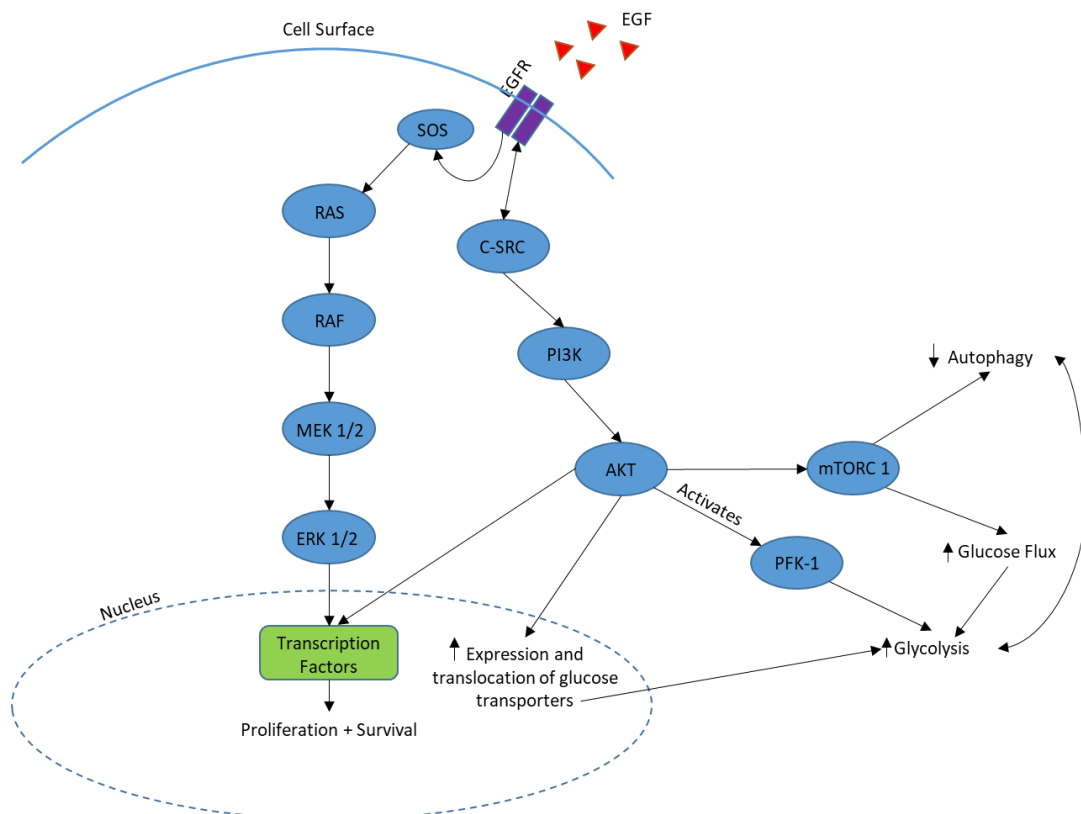 EGF
Cell Surface
EGFR
SOS
RAS
C-SRC
RAF
PI3K
Autophagy
MEK 1/2
AKT
mTORC 1
Activates
ERK 1/2
PFK-1
Glucose Flux
Nucleus
Transcription
Factors
Expression and
translocation of glucose
transporters
Glycolysis
Proliferation + Survival